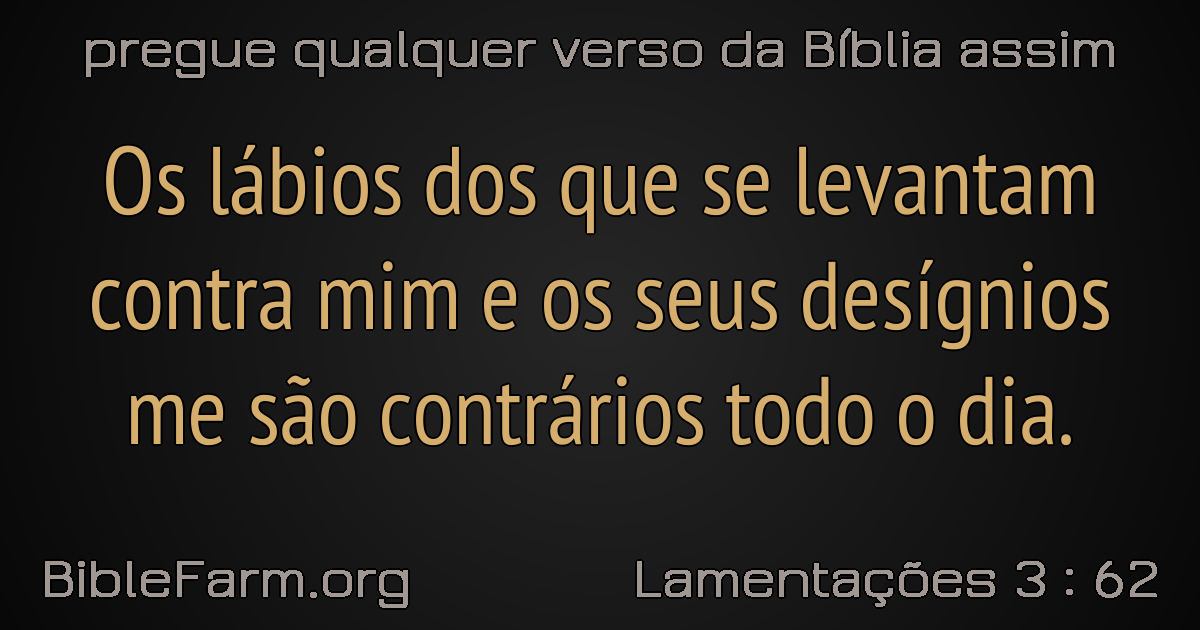 pregue qualquer verso da Bíblia assim
Os lábios dos que se levantam
contra mim e os seus desígnios
me são contrários todo o dia.
BibleFarm.org
Lamentações 3 : 62